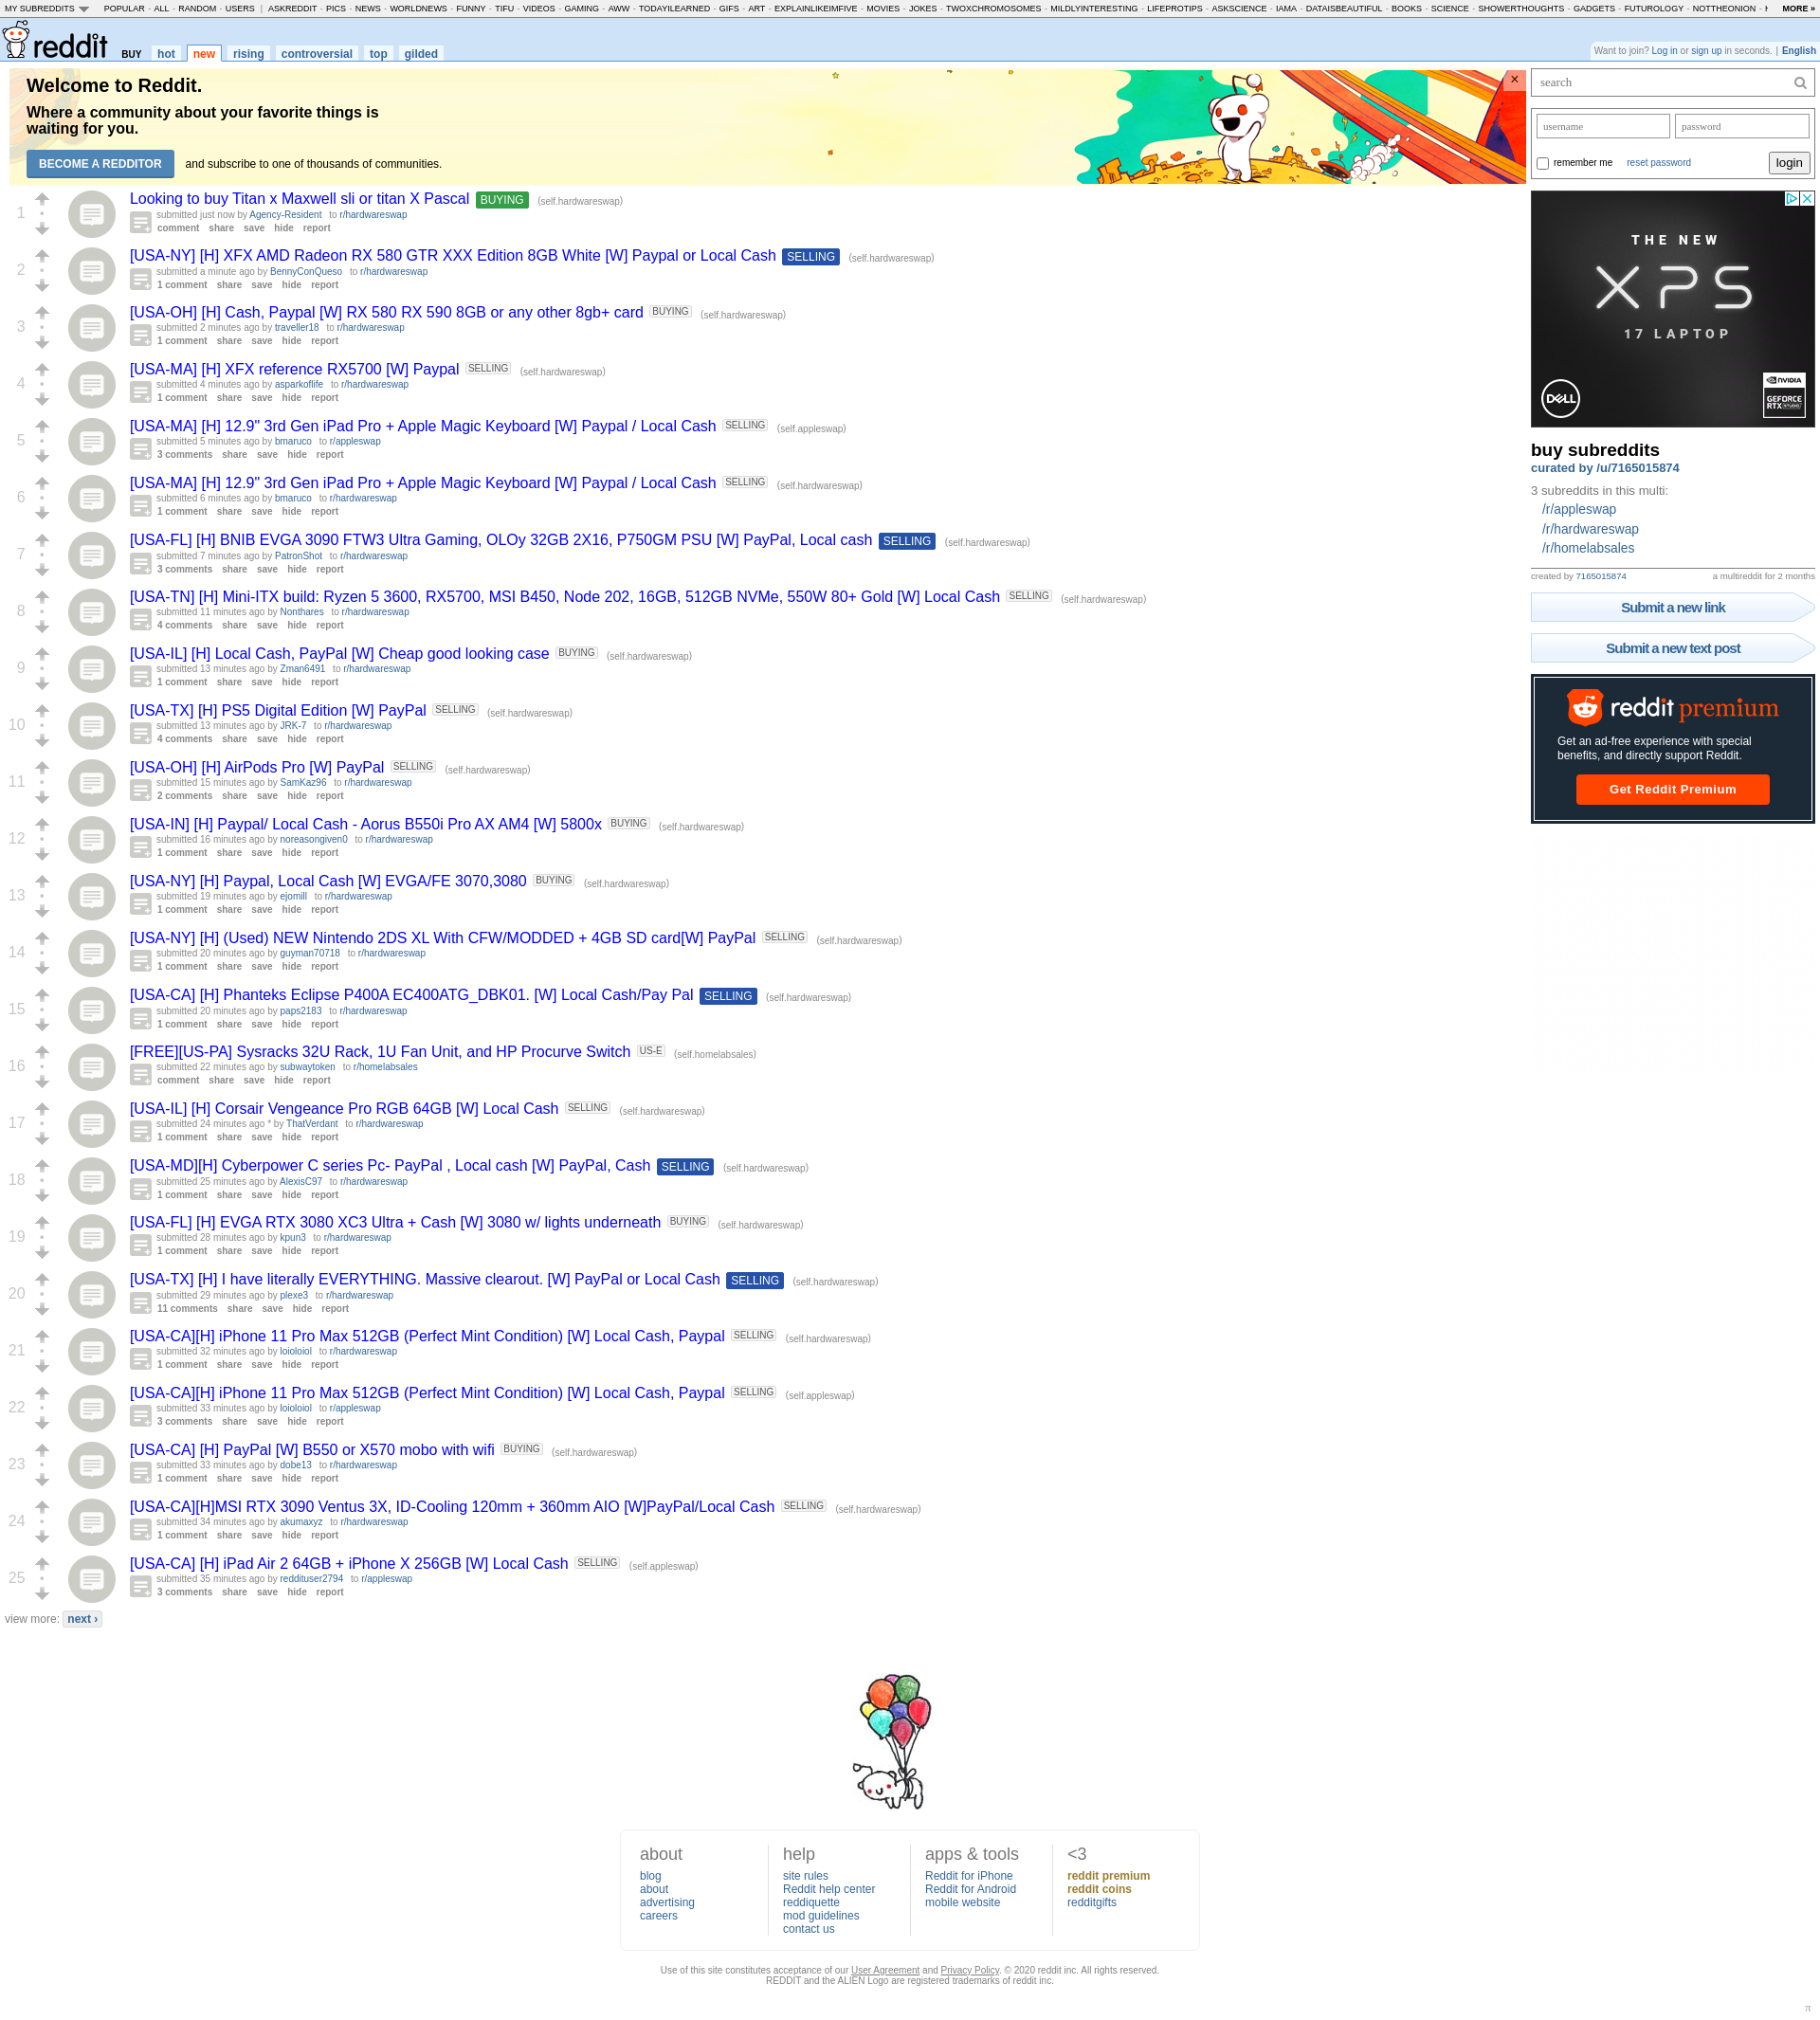 MY SUBREDDITS POPULAR - ALL - RANDOM - USERS | ASKREDDIT - PICS - NEWS - WORLDNEWS - FUNNY - TIFU - VIDEOS - GAMING - AWW - TODAYILEARNED - GIFS - ART - EXPLAINLIKEIMFIVE - MOVIES - JOKES - TWOXCHROMOSOMES - MILDLYINTERESTING - LIFEPROTIPS - ASKSCIENCE - IAMA - DATAISBEAUTIFUL - BOOKS - SCIENCE - SHOWERTHOUGHTS - GADGETS - FUTUROLOGY - NOTTHEONION - MORE »
reddit BUY hot new rising controversial top gilded
Want to join? Log in or sign up in seconds. | English
Welcome to Reddit.
Where a community about your favorite things is
waiting for you.
BECOME A REDDITOR and subscribe to one of thousands of communities.
×
1
Looking to buy Titan x Maxwell sli or titan X Pascal BUYING (self.hardwareswap)
submitted just now by Agency-Resident to r/hardwareswap
comment share save hide report
2
[USA-NY] [H] XFX AMD Radeon RX 580 GTR XXX Edition 8GB White [W] Paypal or Local Cash SELLING (self.hardwareswap)
submitted a minute ago by BennyConQueso to r/hardwareswap
1 comment share save hide report
3
[USA-OH] [H] Cash, Paypal [W] RX 580 RX 590 8GB or any other 8gb+ card BUYING (self.hardwareswap)
submitted 2 minutes ago by traveller18 to r/hardwareswap
1 comment share save hide report
4
[USA-MA] [H] XFX reference RX5700 [W] Paypal SELLING (self.hardwareswap)
submitted 4 minutes ago by asparkoflife to r/hardwareswap
1 comment share save hide report
5
[USA-MA] [H] 12.9" 3rd Gen iPad Pro + Apple Magic Keyboard [W] Paypal / Local Cash SELLING (self.appleswap)
submitted 5 minutes ago by bmaruco to r/appleswap
3 comments share save hide report
6
[USA-MA] [H] 12.9" 3rd Gen iPad Pro + Apple Magic Keyboard [W] Paypal / Local Cash SELLING (self.hardwareswap)
submitted 6 minutes ago by bmaruco to r/hardwareswap
1 comment share save hide report
7
[USA-FL] [H] BNIB EVGA 3090 FTW3 Ultra Gaming, OLOy 32GB 2X16, P750GM PSU [W] PayPal, Local cash SELLING (self.hardwareswap)
submitted 7 minutes ago by PatronShot to r/hardwareswap
3 comments share save hide report
8
[USA-TN] [H] Mini-ITX build: Ryzen 5 3600, RX5700, MSI B450, Node 202, 16GB, 512GB NVMe, 550W 80+ Gold [W] Local Cash SELLING (self.hardwareswap)
submitted 11 minutes ago by Nonthares to r/hardwareswap
4 comments share save hide report
9
[USA-IL] [H] Local Cash, PayPal [W] Cheap good looking case BUYING (self.hardwareswap)
submitted 13 minutes ago by Zman6491 to r/hardwareswap
1 comment share save hide report
10
[USA-TX] [H] PS5 Digital Edition [W] PayPal SELLING (self.hardwareswap)
submitted 13 minutes ago by JRK-7 to r/hardwareswap
4 comments share save hide report
11
[USA-OH] [H] AirPods Pro [W] PayPal SELLING (self.hardwareswap)
submitted 15 minutes ago by SamKaz96 to r/hardwareswap
2 comments share save hide report
12
[USA-IN] [H] Paypal/ Local Cash - Aorus B550i Pro AX AM4 [W] 5800x BUYING (self.hardwareswap)
submitted 16 minutes ago by noreasongiven0 to r/hardwareswap
1 comment share save hide report
13
[USA-NY] [H] Paypal, Local Cash [W] EVGA/FE 3070,3080 BUYING (self.hardwareswap)
submitted 19 minutes ago by ejomill to r/hardwareswap
1 comment share save hide report
14
[USA-NY] [H] (Used) NEW Nintendo 2DS XL With CFW/MODDED + 4GB SD card[W] PayPal SELLING (self.hardwareswap)
submitted 20 minutes ago by guyman70718 to r/hardwareswap
1 comment share save hide report
15
[USA-CA] [H] Phanteks Eclipse P400A EC400ATG_DBK01. [W] Local Cash/Pay Pal SELLING (self.hardwareswap)
submitted 20 minutes ago by paps2183 to r/hardwareswap
1 comment share save hide report
16
[FREE][US-PA] Sysracks 32U Rack, 1U Fan Unit, and HP Procurve Switch US-E (self.homelabsales)
submitted 22 minutes ago by subwaytoken to r/homelabsales
comment share save hide report
17
[USA-IL] [H] Corsair Vengeance Pro RGB 64GB [W] Local Cash SELLING (self.hardwareswap)
submitted 24 minutes ago * by ThatVerdant to r/hardwareswap
1 comment share save hide report
18
[USA-MD][H] Cyberpower C series Pc- PayPal , Local cash [W] PayPal, Cash SELLING (self.hardwareswap)
submitted 25 minutes ago by AlexisC97 to r/hardwareswap
1 comment share save hide report
19
[USA-FL] [H] EVGA RTX 3080 XC3 Ultra + Cash [W] 3080 w/ lights underneath BUYING (self.hardwareswap)
submitted 28 minutes ago by kpun3 to r/hardwareswap
1 comment share save hide report
20
[USA-TX] [H] I have literally EVERYTHING. Massive clearout. [W] PayPal or Local Cash SELLING (self.hardwareswap)
submitted 29 minutes ago by plexe3 to r/hardwareswap
11 comments share save hide report
21
[USA-CA][H] iPhone 11 Pro Max 512GB (Perfect Mint Condition) [W] Local Cash, Paypal SELLING (self.hardwareswap)
submitted 32 minutes ago by loioloiol to r/hardwareswap
1 comment share save hide report
22
[USA-CA][H] iPhone 11 Pro Max 512GB (Perfect Mint Condition) [W] Local Cash, Paypal SELLING (self.appleswap)
submitted 33 minutes ago by loioloiol to r/appleswap
3 comments share save hide report
23
[USA-CA] [H] PayPal [W] B550 or X570 mobo with wifi BUYING (self.hardwareswap)
submitted 33 minutes ago by dobe13 to r/hardwareswap
1 comment share save hide report
24
[USA-CA][H]MSI RTX 3090 Ventus 3X, ID-Cooling 120mm + 360mm AIO [W]PayPal/Local Cash SELLING (self.hardwareswap)
submitted 34 minutes ago by akumaxyz to r/hardwareswap
1 comment share save hide report
25
[USA-CA] [H] iPad Air 2 64GB + iPhone X 256GB [W] Local Cash SELLING (self.appleswap)
submitted 35 minutes ago by reddituser2794 to r/appleswap
3 comments share save hide report
view more: next ›
search
username password
remember me reset password login
THE NEW
XPS
17 LAPTOP
DELL
NVIDIA
GEFORCE
RTX STUDIO
buy subreddits
curated by /u/7165015874
3 subreddits in this multi:
/r/appleswap
/r/hardwareswap
/r/homelabsales
created by 7165015874 a multireddit for 2 months
Submit a new link
Submit a new text post
reddit premium
Get an ad-free experience with special
benefits, and directly support Reddit.
Get Reddit Premium
about
blog
about
advertising
careers
help
site rules
Reddit help center
reddiquette
mod guidelines
contact us
apps & tools
Reddit for iPhone
Reddit for Android
mobile website
<3
reddit premium
reddit coins
redditgifts
Use of this site constitutes acceptance of our User Agreement and Privacy Policy. © 2020 reddit inc. All rights reserved.
REDDIT and the ALIEN Logo are registered trademarks of reddit inc.
π